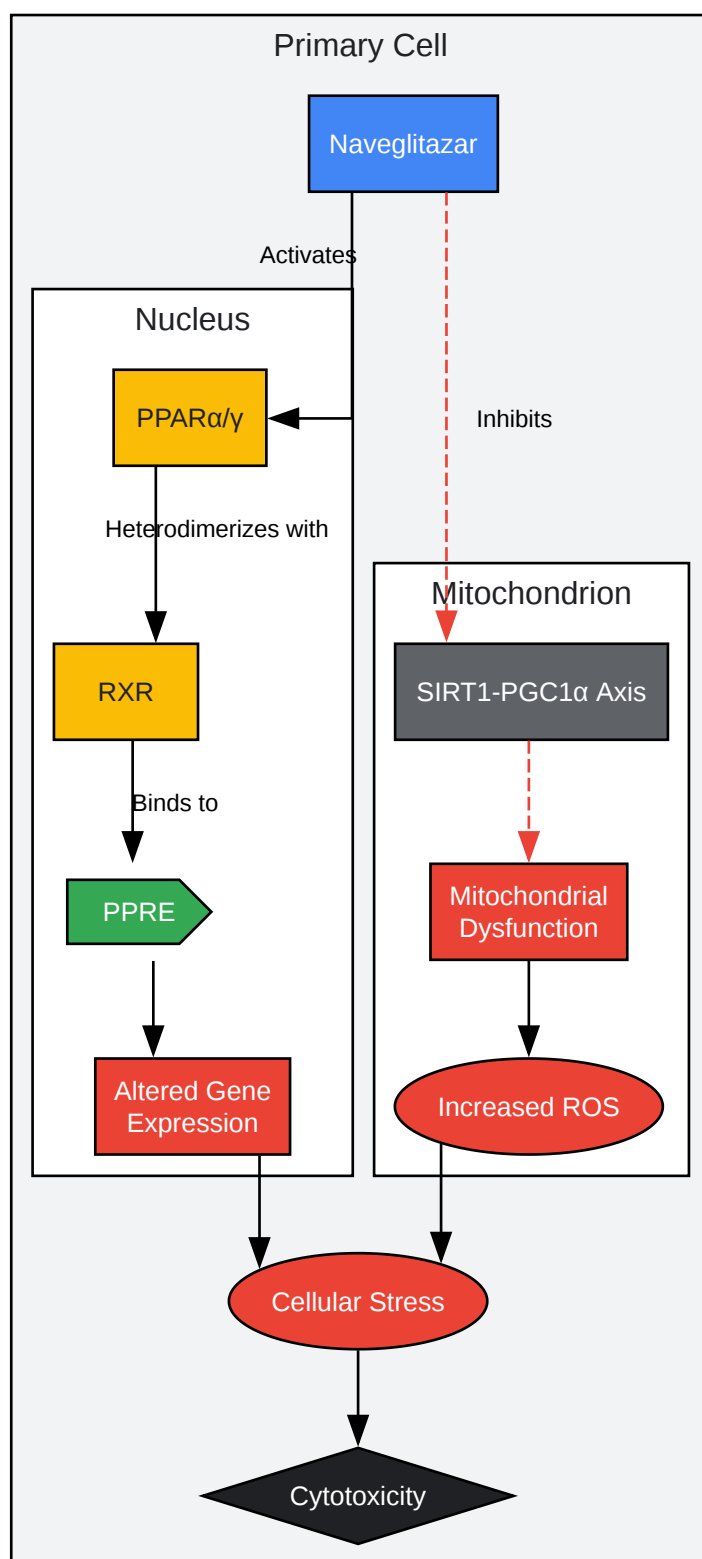 Primary Cell
Naveglitazar
Activates
Inhibits
Nucleus
PPARα/γ
Heterodimerizes with
RXR
Binds to
PPRE
Altered Gene
Expression
Mitochondrion
SIRT1-PGC1α Axis
Mitochondrial
Dysfunction
Increased ROS
Cellular Stress
Cytotoxicity